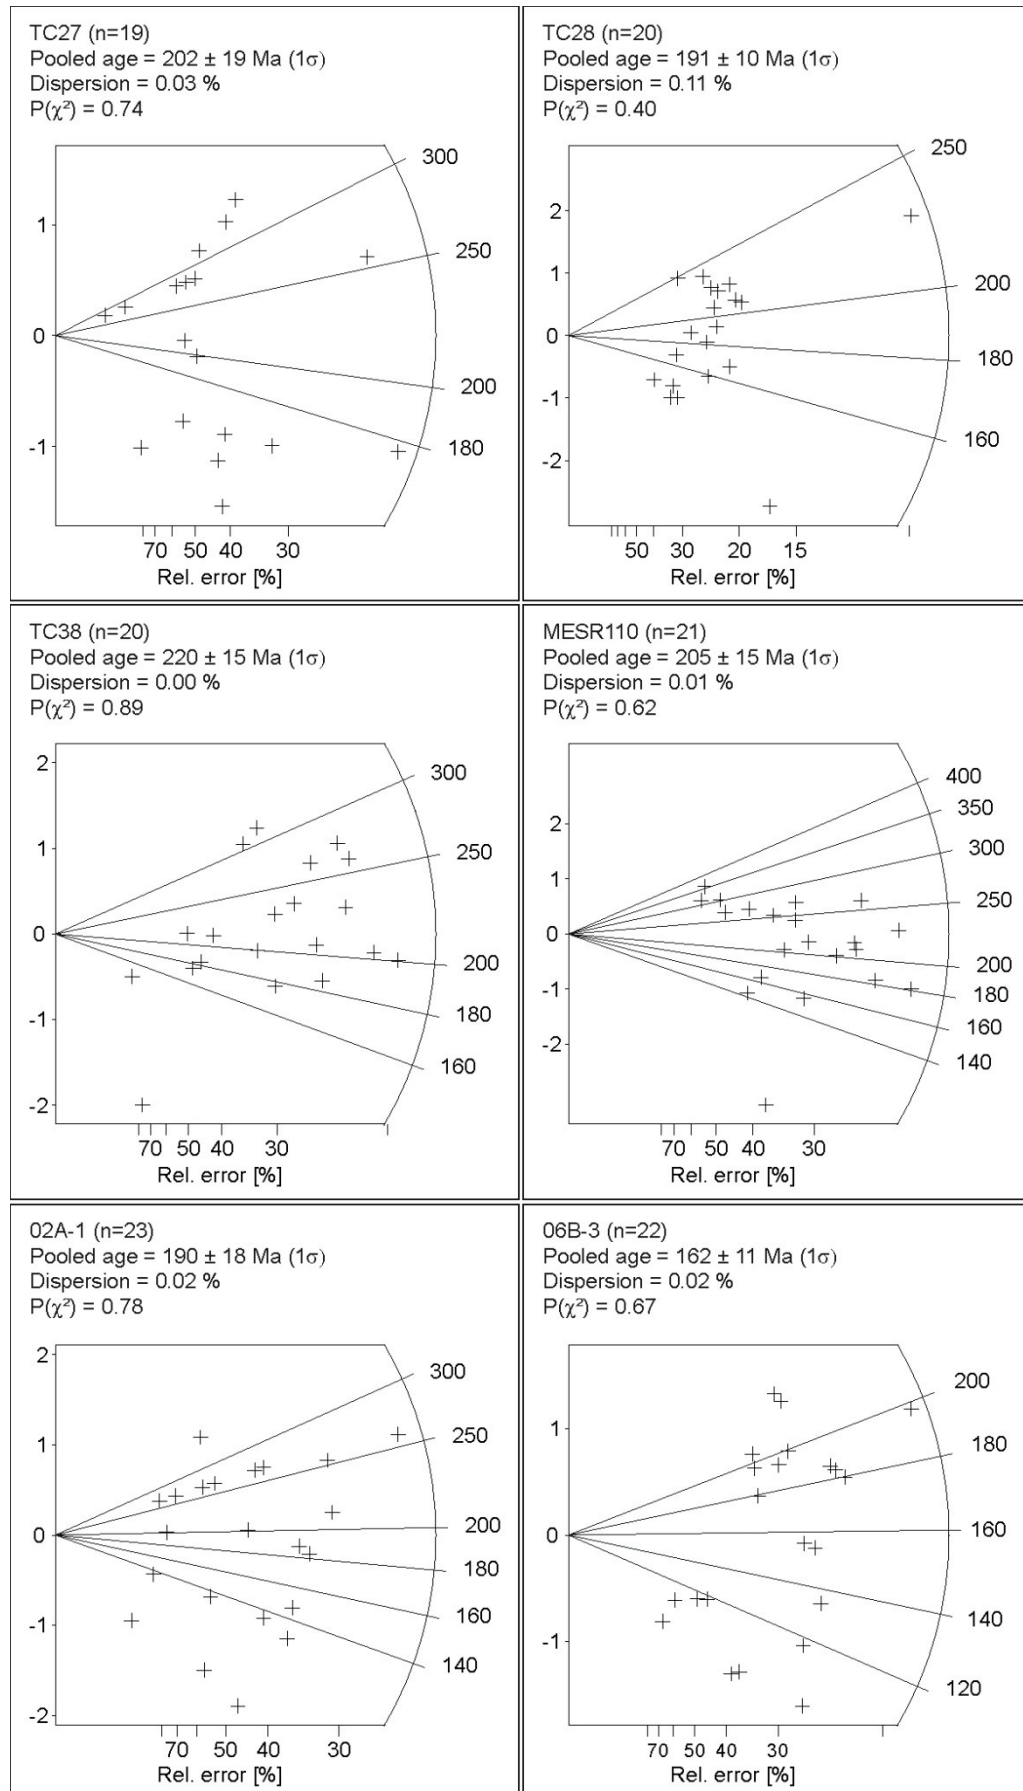 TC27 (n=19)
Pooled age = 202 ± 19 Ma (1σ)
Dispersion = 0.03 %
P(χ²) = 0.74
300
250
200
180
1
0
-1
70 50 40 30
Rel. error [%]
TC28 (n=20)
Pooled age = 191 ± 10 Ma (1σ)
Dispersion = 0.11 %
P(χ²) = 0.40
250
200
180
160
2
1
0
-1
-2
50 30 20 15
Rel. error [%]
TC38 (n=20)
Pooled age = 220 ± 15 Ma (1σ)
Dispersion = 0.00 %
P(χ²) = 0.89
300
250
200
180
160
2
1
0
-1
-2
70 50 40 30
Rel. error [%]
MESR110 (n=21)
Pooled age = 205 ± 15 Ma (1σ)
Dispersion = 0.01 %
P(χ²) = 0.62
400
350
300
250
200
180
160
140
2
1
0
-1
-2
70 50 40 30
Rel. error [%]
02A-1 (n=23)
Pooled age = 190 ± 18 Ma (1σ)
Dispersion = 0.02 %
P(χ²) = 0.78
300
250
200
180
160
140
2
1
0
-1
-2
70 50 40 30
Rel. error [%]
06B-3 (n=22)
Pooled age = 162 ± 11 Ma (1σ)
Dispersion = 0.02 %
P(χ²) = 0.67
200
180
160
140
120
1
0
-1
70 50 40 30
Rel. error [%]